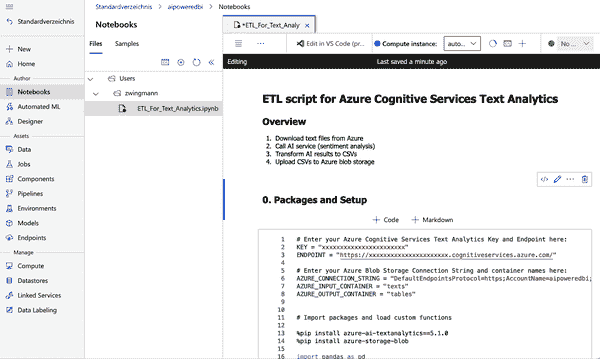 Standardverzeichnis
New
Home
Author
Notebooks
Automated ML
Designer
Assets
Data
Jobs
Components
Pipelines
Environments
Models
Endpoints
Manage
Compute
Datastores
Linked Services
Data Labeling
Standardverzeichnis > aipoweredbi > Notebooks
Notebooks
Files Samples
Users
zwingmann
ETL_For_Text_Analytics.ipynb
*ETL_For_Text_Analy
Edit in VS Code (pr... Compute instance: auto... No ...
Editing Last saved a minute ago
ETL script for Azure Cognitive Services Text Analytics
Overview
1. Download text files from Azure
2. Call AI service (sentiment analysis)
3. Transform AI results to CSVs
4. Upload CSVs to Azure blob storage
0. Packages and Setup
+ Code + Markdown
1 # Enter your Azure Cognitive Services Text Analytics Key and Endpoint here:
2 KEY = "xxxxxxxxxxxxxxxxxxxxxx"
3 ENDPOINT = "https://xxxxxxxxxxxxxxxxxxxxxx.cognitiveservices.azure.com/"
4
5 # Enter your Azure Blob Storage Connection String and container names here:
6 AZURE_CONNECTION_STRING = "DefaultEndpointsProtocol=https;AccountName=aipoweredbi;
7 AZURE_INPUT_CONTAINER = "texts"
8 AZURE_OUTPUT_CONTAINER = "tables"
9
10
11 # Import packages and load custom functions
12
13 %pip install azure-ai-textanalytics==5.1.0
14 %pip install azure-storage-blob
15
16 import pandas as pd